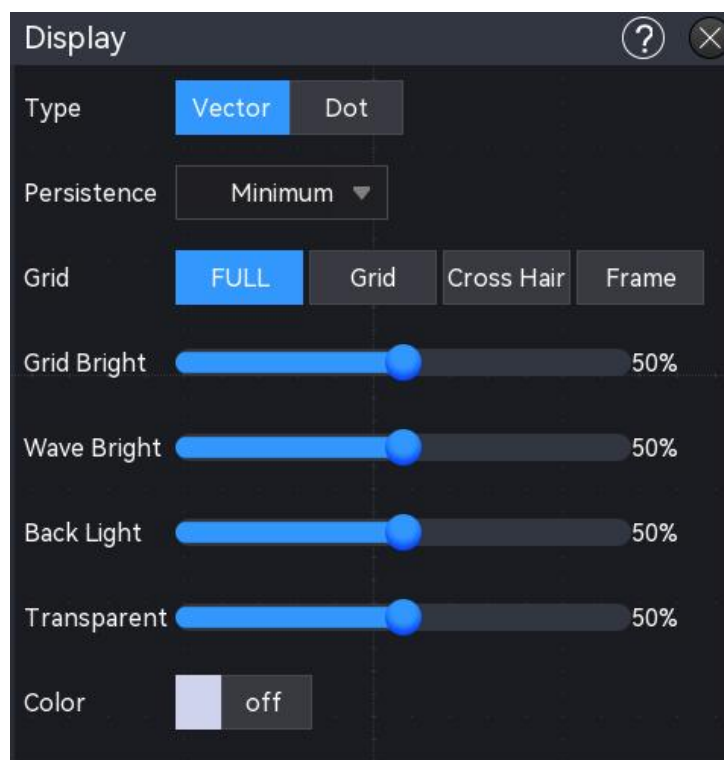 Display ?
Type Vector Dot
Persistence Minimum
Grid FULL Grid Cross Hair Frame
Grid Bright 50%
Wave Bright 50%
Back Light 50%
Transparent 50%
Color off